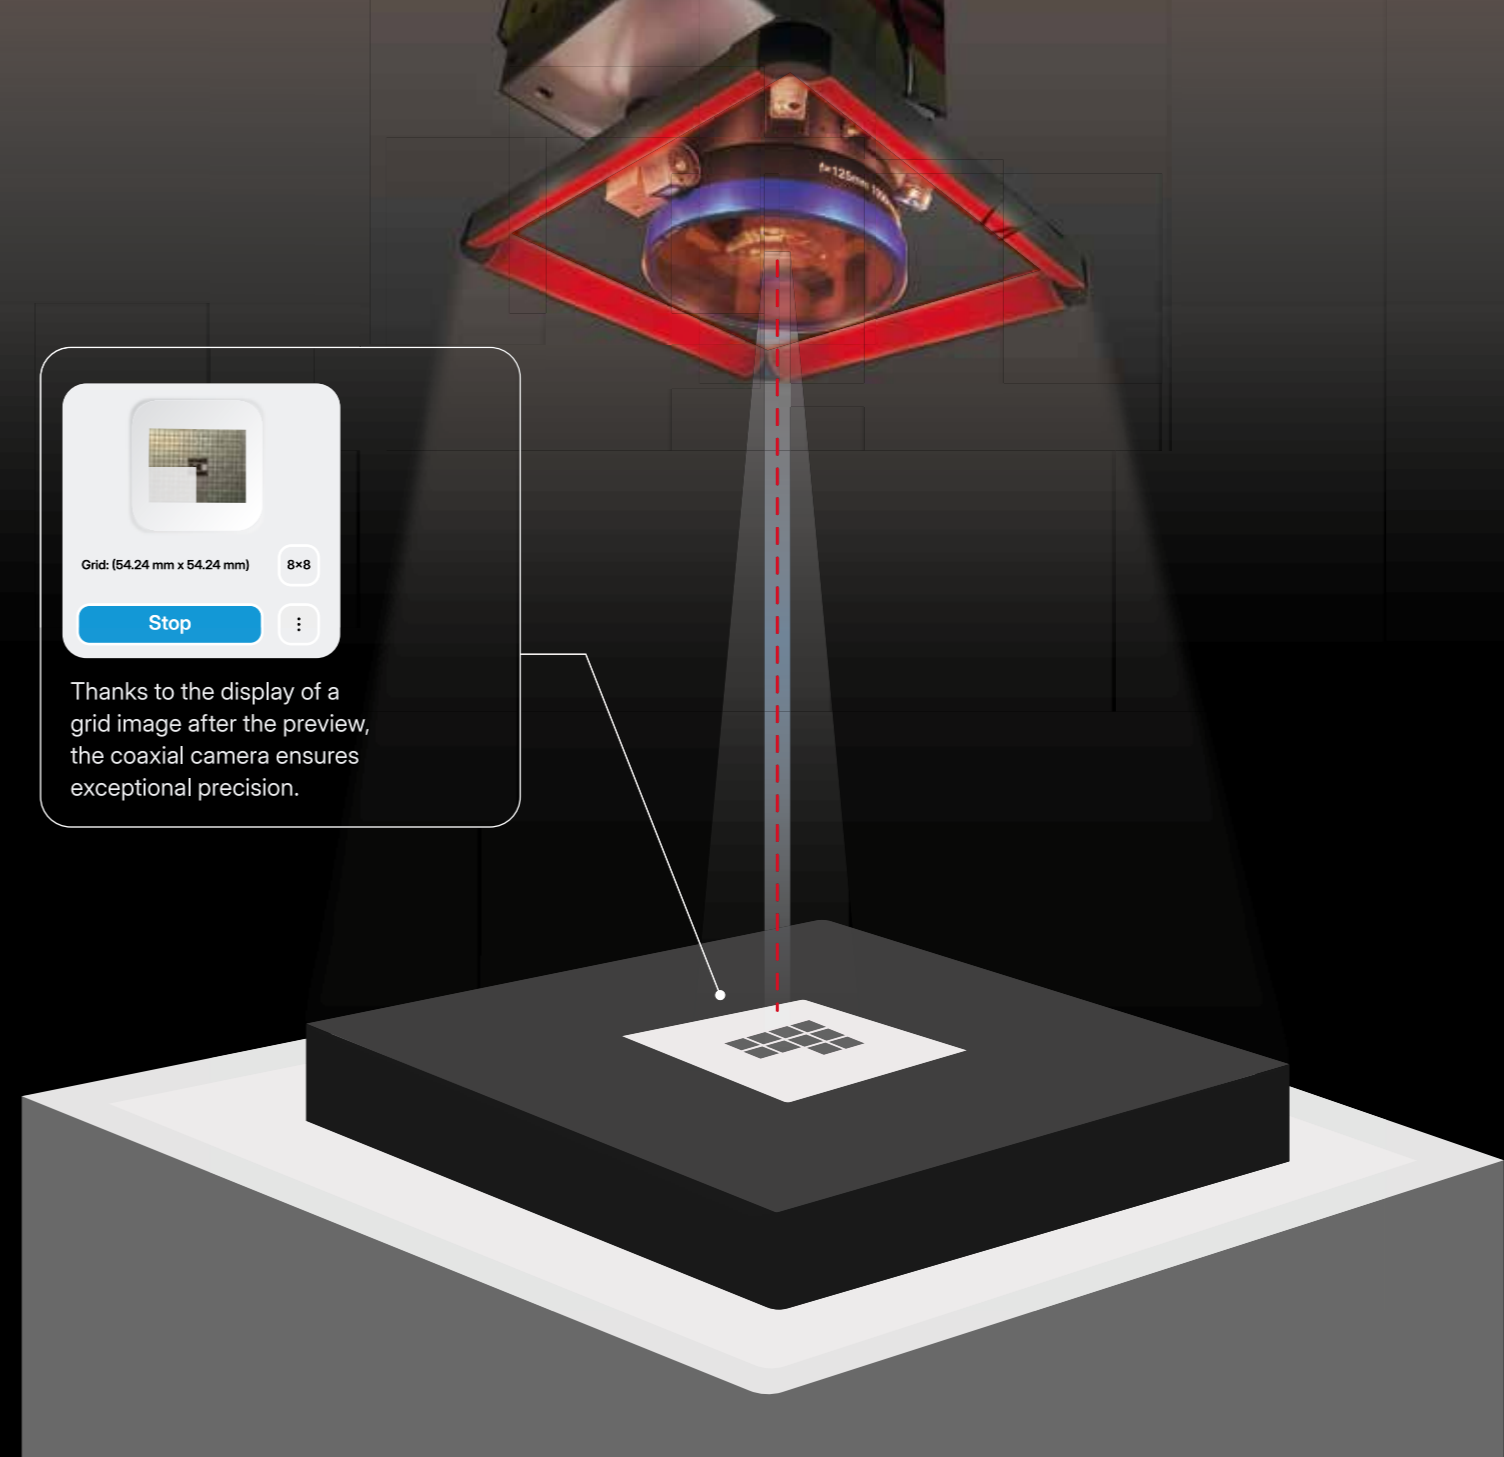 f=125mm
Grid: (54.24 mm x 54.24 mm)
8×8
Stop
Thanks to the display of a
grid image after the preview,
the coaxial camera ensures
exceptional precision.